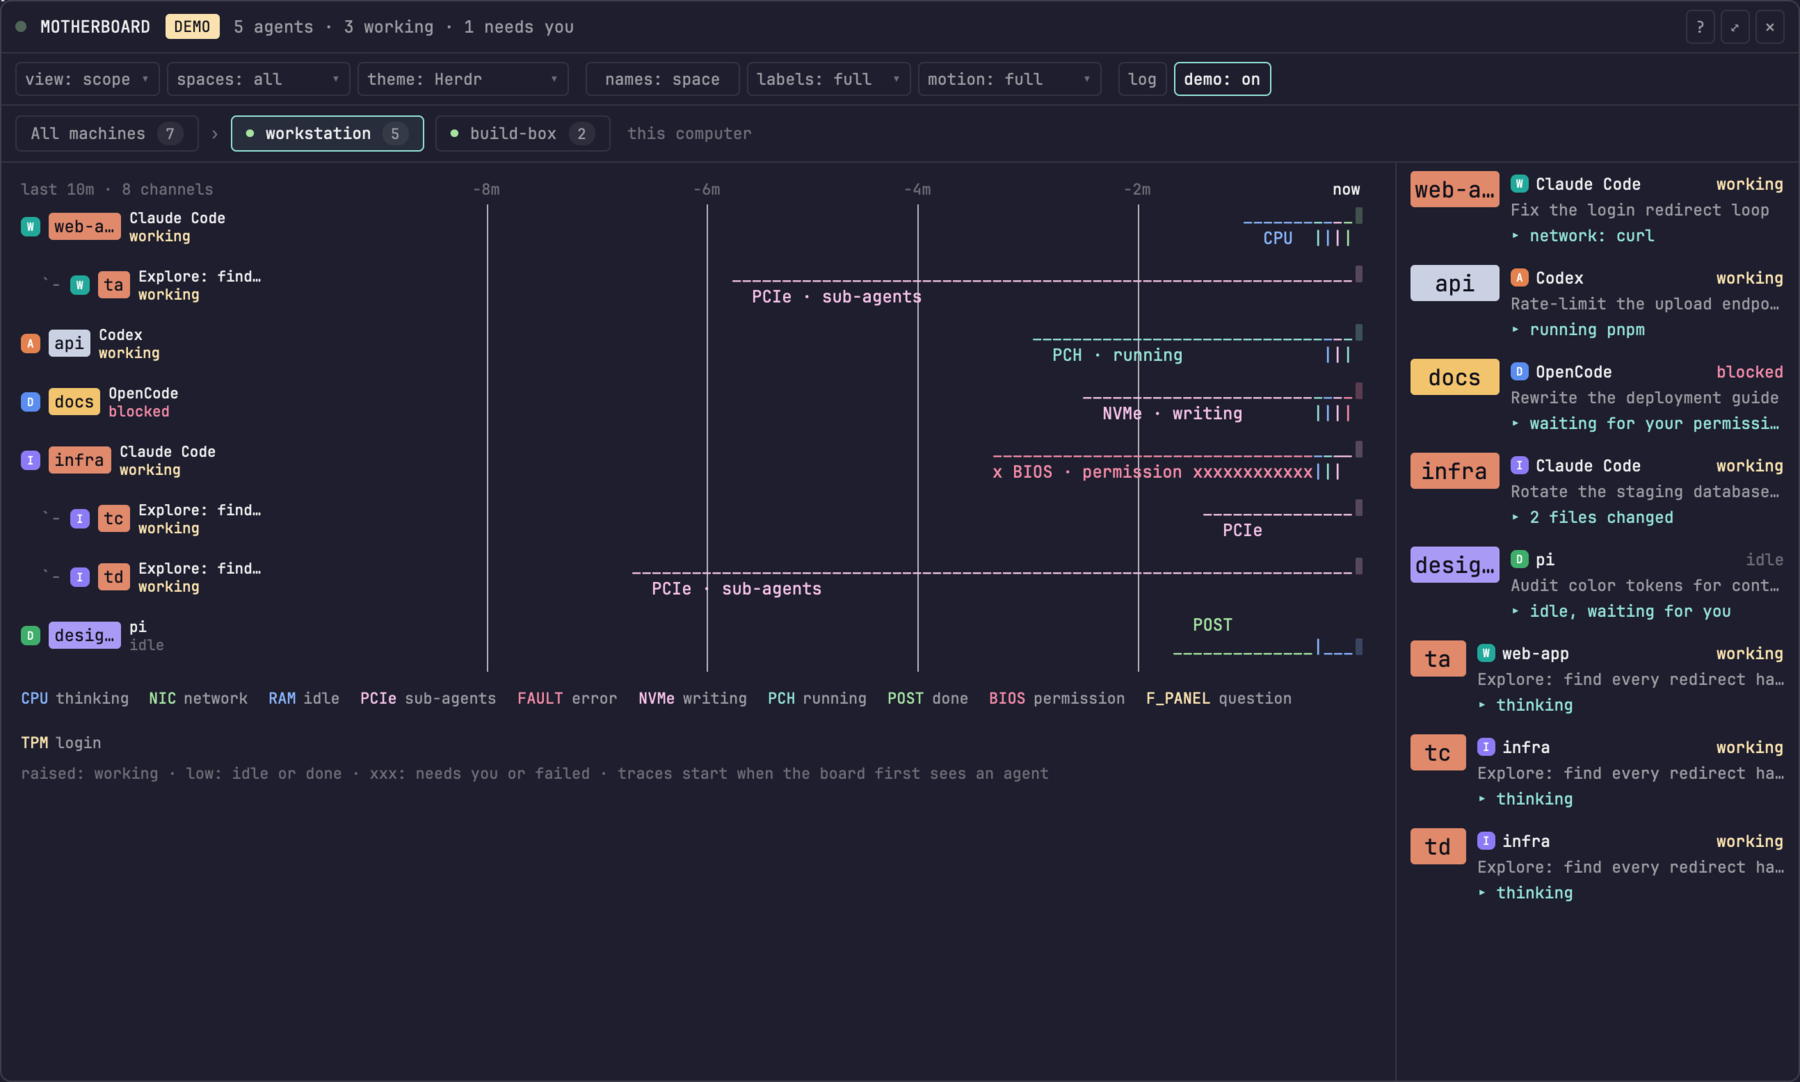 MOTHERBOARD DEMO 5 agents · 3 working · 1 needs you ? ⤢ ×
view: scope ▾ spaces: all ▾ theme: Herdr ▾ names: space labels: full ▾ motion: full ▾ log demo: on
All machines 7 › workstation 5 build-box 2 this computer
last 10m · 8 channels -8m -6m -4m -2m now
W web-a… Claude Code
working
CPU
`- W ta Explore: find…
working
PCIe · sub-agents
A api Codex
working
PCH · running
D docs OpenCode
blocked
NVMe · writing
I infra Claude Code
working
x BIOS · permission xxxxxxxxxxxx
`- I tc Explore: find…
working
PCIe
`- I td Explore: find…
working
PCIe · sub-agents
D desig… pi
idle
POST
CPU thinking NIC network RAM idle PCIe sub-agents FAULT error NVMe writing PCH running POST done BIOS permission F_PANEL question
TPM login
raised: working · low: idle or done · xxx: needs you or failed · traces start when the board first sees an agent
web-a… W Claude Code working
Fix the login redirect loop
▸ network: curl
api A Codex working
Rate-limit the upload endpo…
▸ running pnpm
docs D OpenCode blocked
Rewrite the deployment guide
▸ waiting for your permissi…
infra I Claude Code working
Rotate the staging database…
▸ 2 files changed
desig… D pi idle
Audit color tokens for cont…
▸ idle, waiting for you
ta W web-app working
Explore: find every redirect ha…
▸ thinking
tc I infra working
Explore: find every redirect ha…
▸ thinking
td I infra working
Explore: find every redirect ha…
▸ thinking